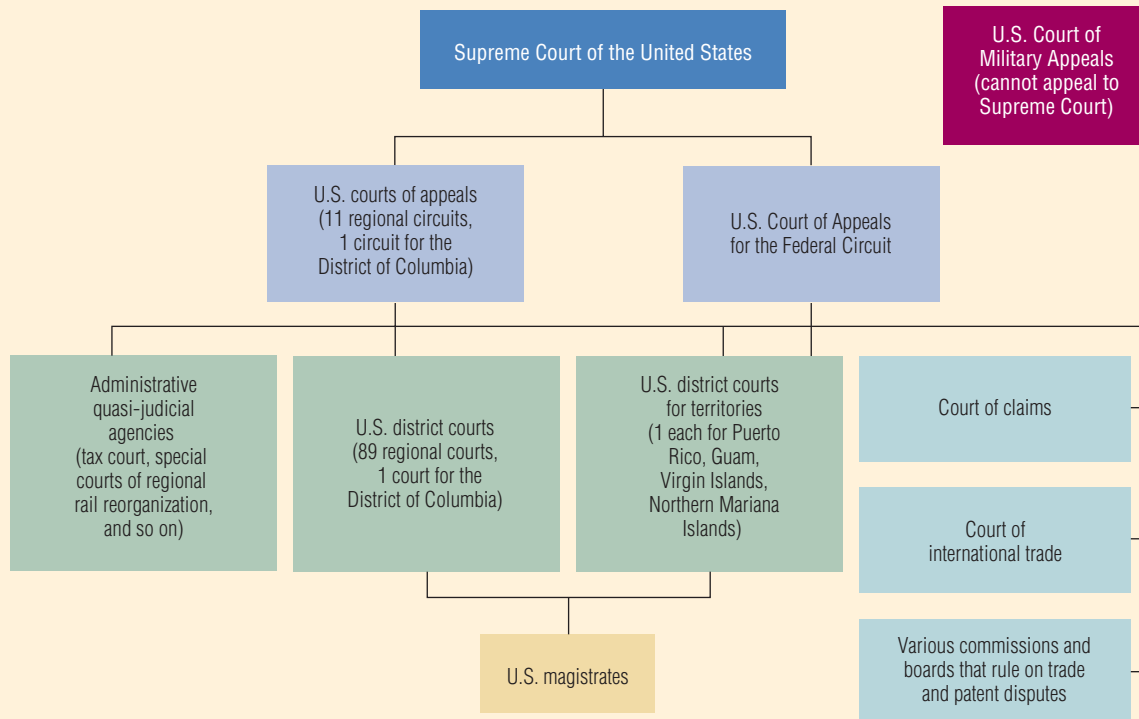 Supreme Court of the United States
U.S. Court of
Military Appeals
(cannot appeal to
Supreme Court)
U.S. courts of appeals
(11 regional circuits,
1 circuit for the
District of Columbia)
U.S. Court of Appeals
for the Federal Circuit
Administrative
quasi-judicial
agencies
(tax court, special
courts of regional
rail reorganization,
and so on)
U.S. district courts
(89 regional courts,
1 court for the
District of Columbia)
U.S. district courts
for territories
(1 each for Puerto
Rico, Guam,
Virgin Islands,
Northern Mariana
Islands)
Court of claims
Court of
international trade
Various commissions and
boards that rule on trade
and patent disputes
U.S. magistrates